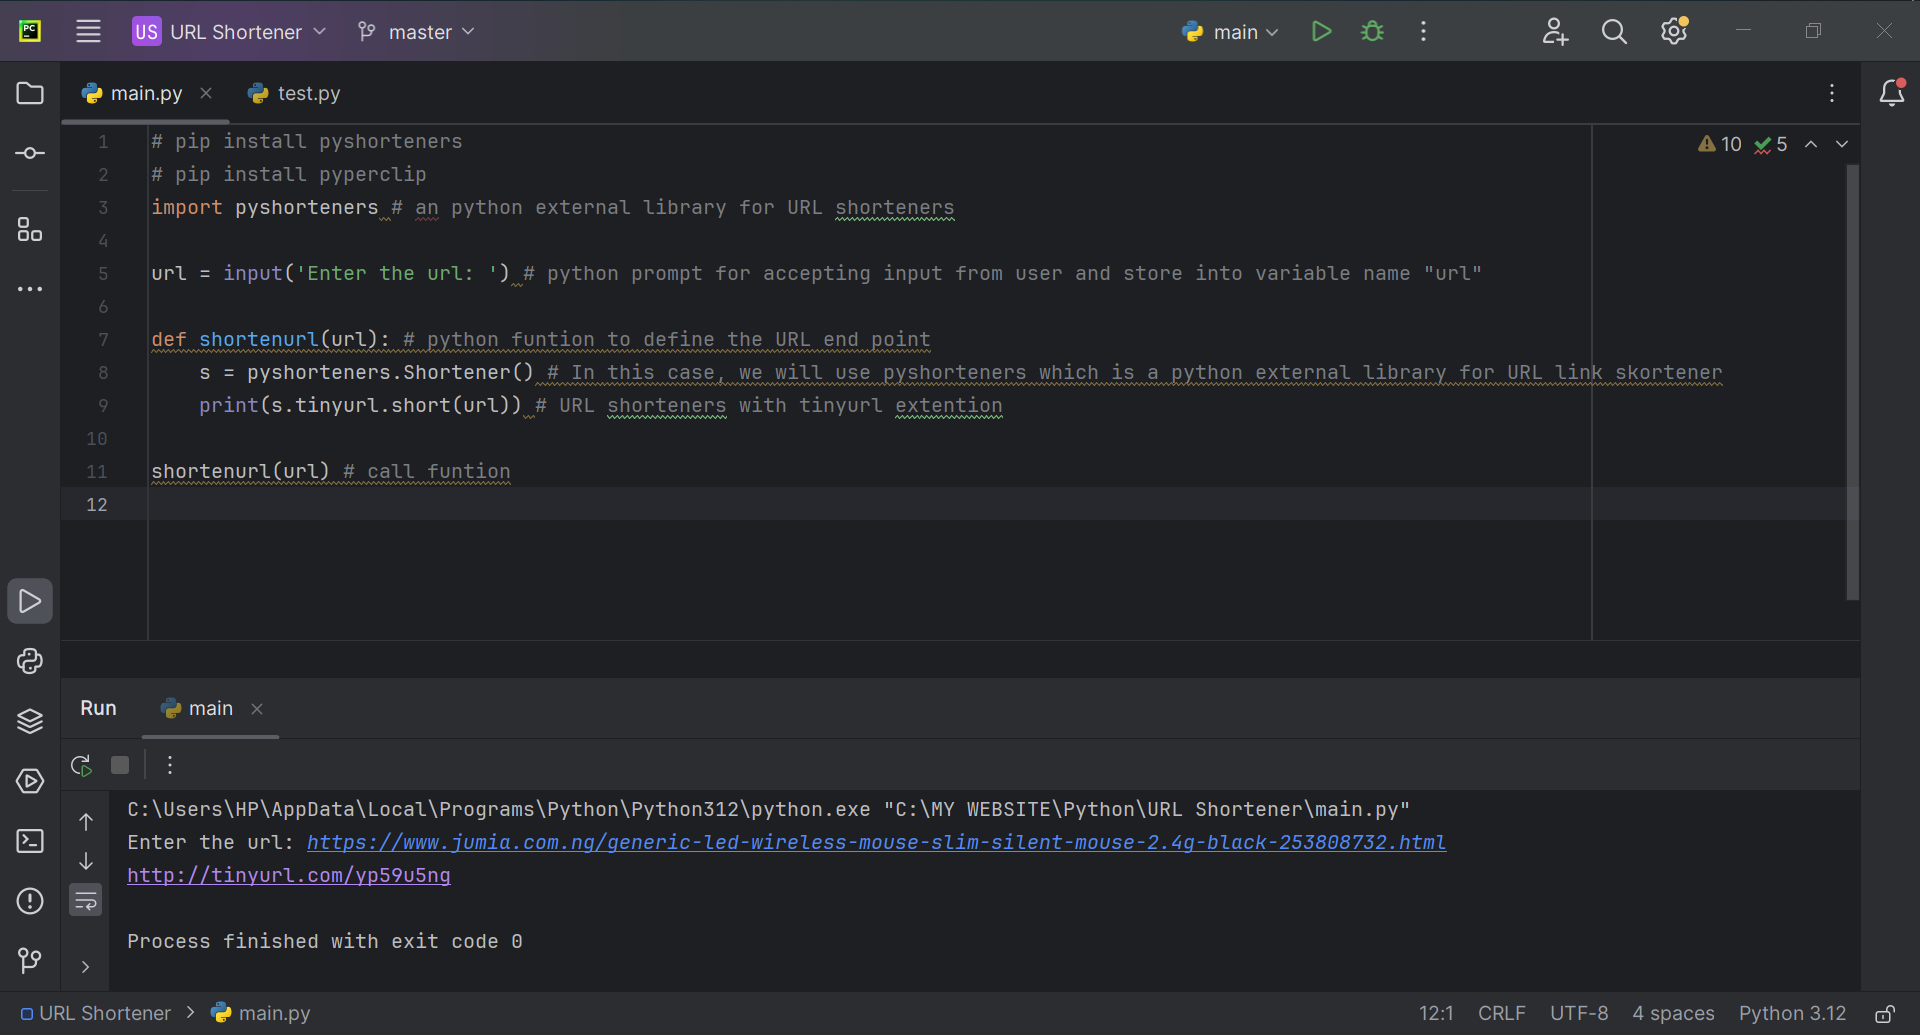 PC
US URL Shortener master main
main.py test.py
1 # pip install pyshorteners
2 # pip install pyperclip
3 import pyshorteners # an python external library for URL shorteners
4
5 url = input('Enter the url: ') # python prompt for accepting input from user and store into variable name "url"
6
7 def shortenurl(url): # python funtion to define the URL end point
8 s = pyshorteners.Shortener() # In this case, we will use pyshorteners which is a python external library for URL link skortener
9 print(s.tinyurl.short(url)) # URL shorteners with tinyurl extention
10
11 shortenurl(url) # call funtion
12
10 5
Run main
C:\Users\HP\AppData\Local\Programs\Python\Python312\python.exe "C:\MY WEBSITE\Python\URL Shortener\main.py"
Enter the url: https://www.jumia.com.ng/generic-led-wireless-mouse-slim-silent-mouse-2.4g-black-253808732.html
http://tinyurl.com/yp59u5ng
Process finished with exit code 0
URL Shortener > main.py
12:1 CRLF UTF-8 4 spaces Python 3.12